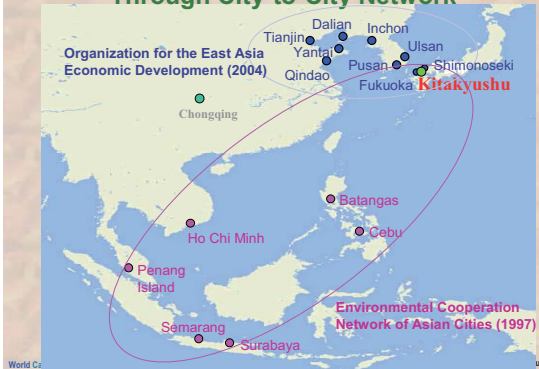 Through City-to-City Network
Organization for the East Asia
Economic Development (2004)
Dalian
Inchon
Tianjin
Yantai
Ulsan
Qindao
Pusan
Shimonoseki
Fukuoka
Kitakyushu
Chongqing
Batangas
Cebu
Ho Chi Minh
Penang
Island
Environmental Cooperation
Network of Asian Cities (1997)
Semarang
Surabaya
World